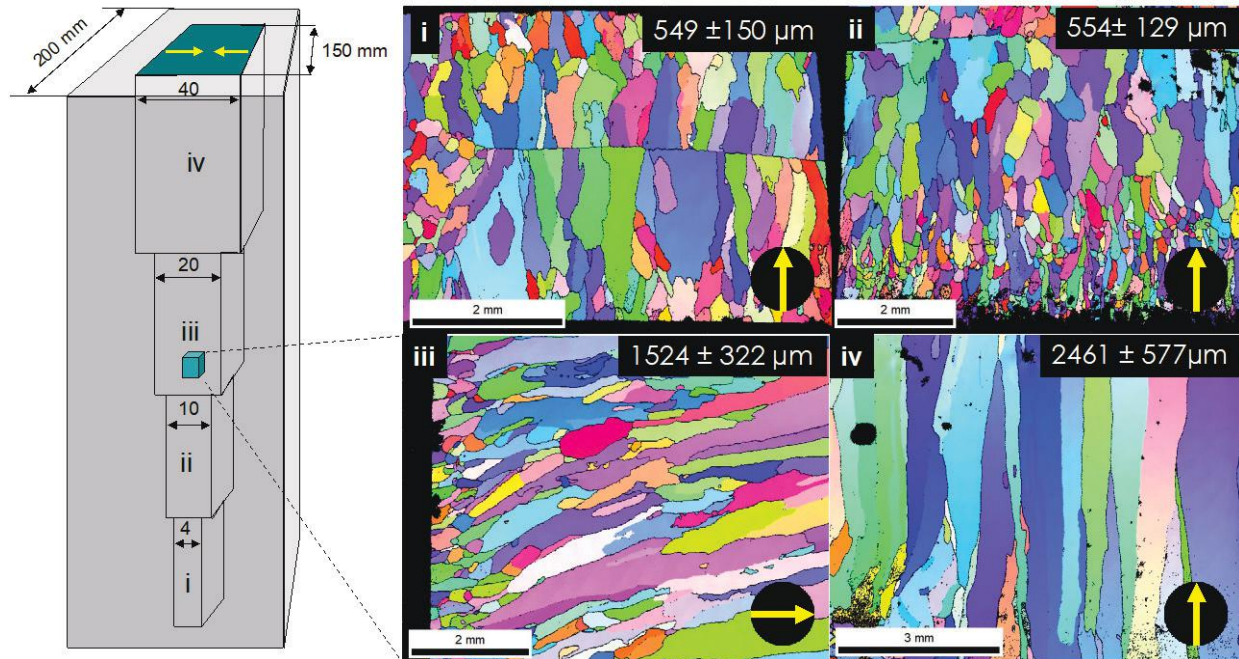 200 mm
150 mm
40
iv
20
iii
10
ii
4
i
i
549 ±150 µm
2 mm
ii
554± 129 µm
2 mm
iii
1524 ± 322 µm
2 mm
iv
2461 ± 577µm
3 mm